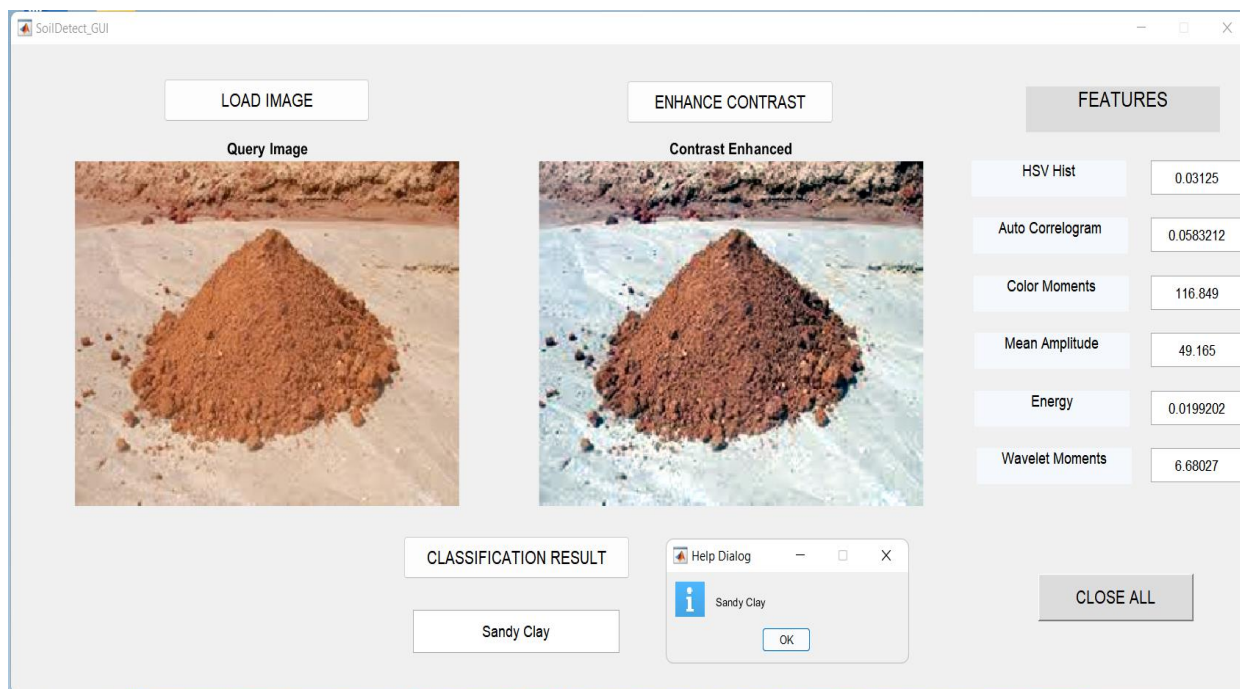 SoilDetect_GUI
LOAD IMAGE
ENHANCE CONTRAST
FEATURES
Query Image
Contrast Enhanced
HSV Hist
0.03125
Auto Correlogram
0.0583212
Color Moments
116.849
Mean Amplitude
49.165
Energy
0.0199202
Wavelet Moments
6.68027
CLASSIFICATION RESULT
Sandy Clay
Help Dialog
Sandy Clay
OK
CLOSE ALL